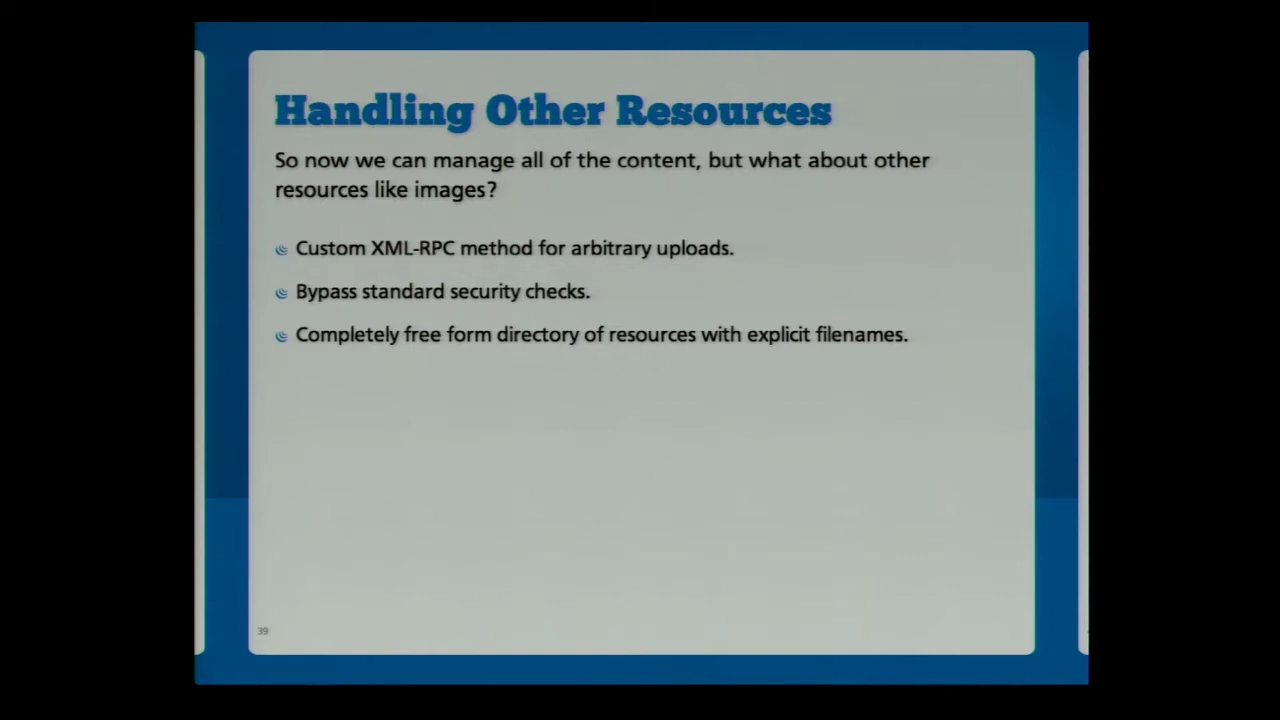 Handling Other Resources
So now we can manage all of the content, but what about other
resources like images?
Custom XML-RPC method for arbitrary uploads.
Bypass standard security checks.
Completely free form directory of resources with explicit filenames.
39